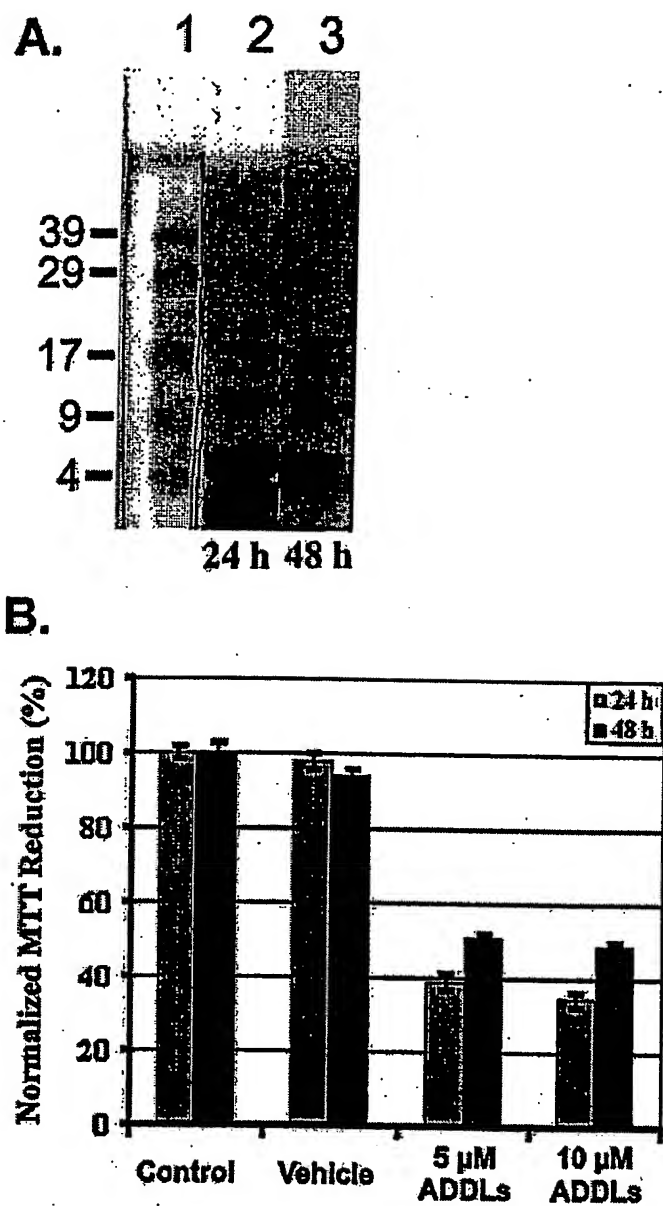 A. 1 2 3
39
29
17
9
4
24 h 48 h
B.
Normalized MTT Reduction (%)
120
100
80
60
40
20
0
24 h
48 h
Control Vehicle 5 µM ADDLs 10 µM ADDLs